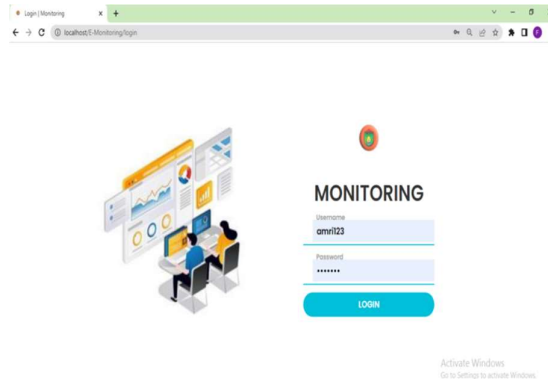 Login | Monitoring
localhost/E-Monitoring/login
MONITORING
Username
amri123
Password
•••••••
LOGIN
Activate Windows
Go to Settings to activate Windows.